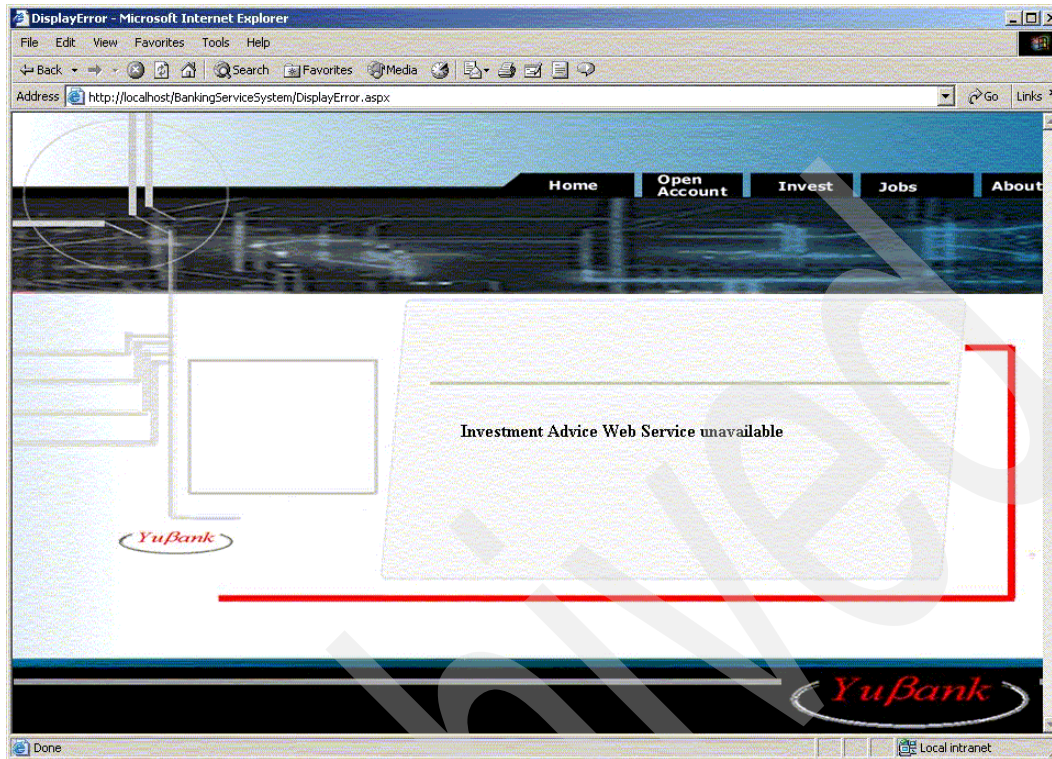 DisplayError - Microsoft Internet Explorer
File Edit View Favorites Tools Help
Back Search Favorites Media
Address http://localhost/BankingServiceSystem/DisplayError.aspx Go Links
Home Open Account Invest Jobs About
Investment Advice Web Service unavailable
YuBank
YuBank
Done Local intranet
hived